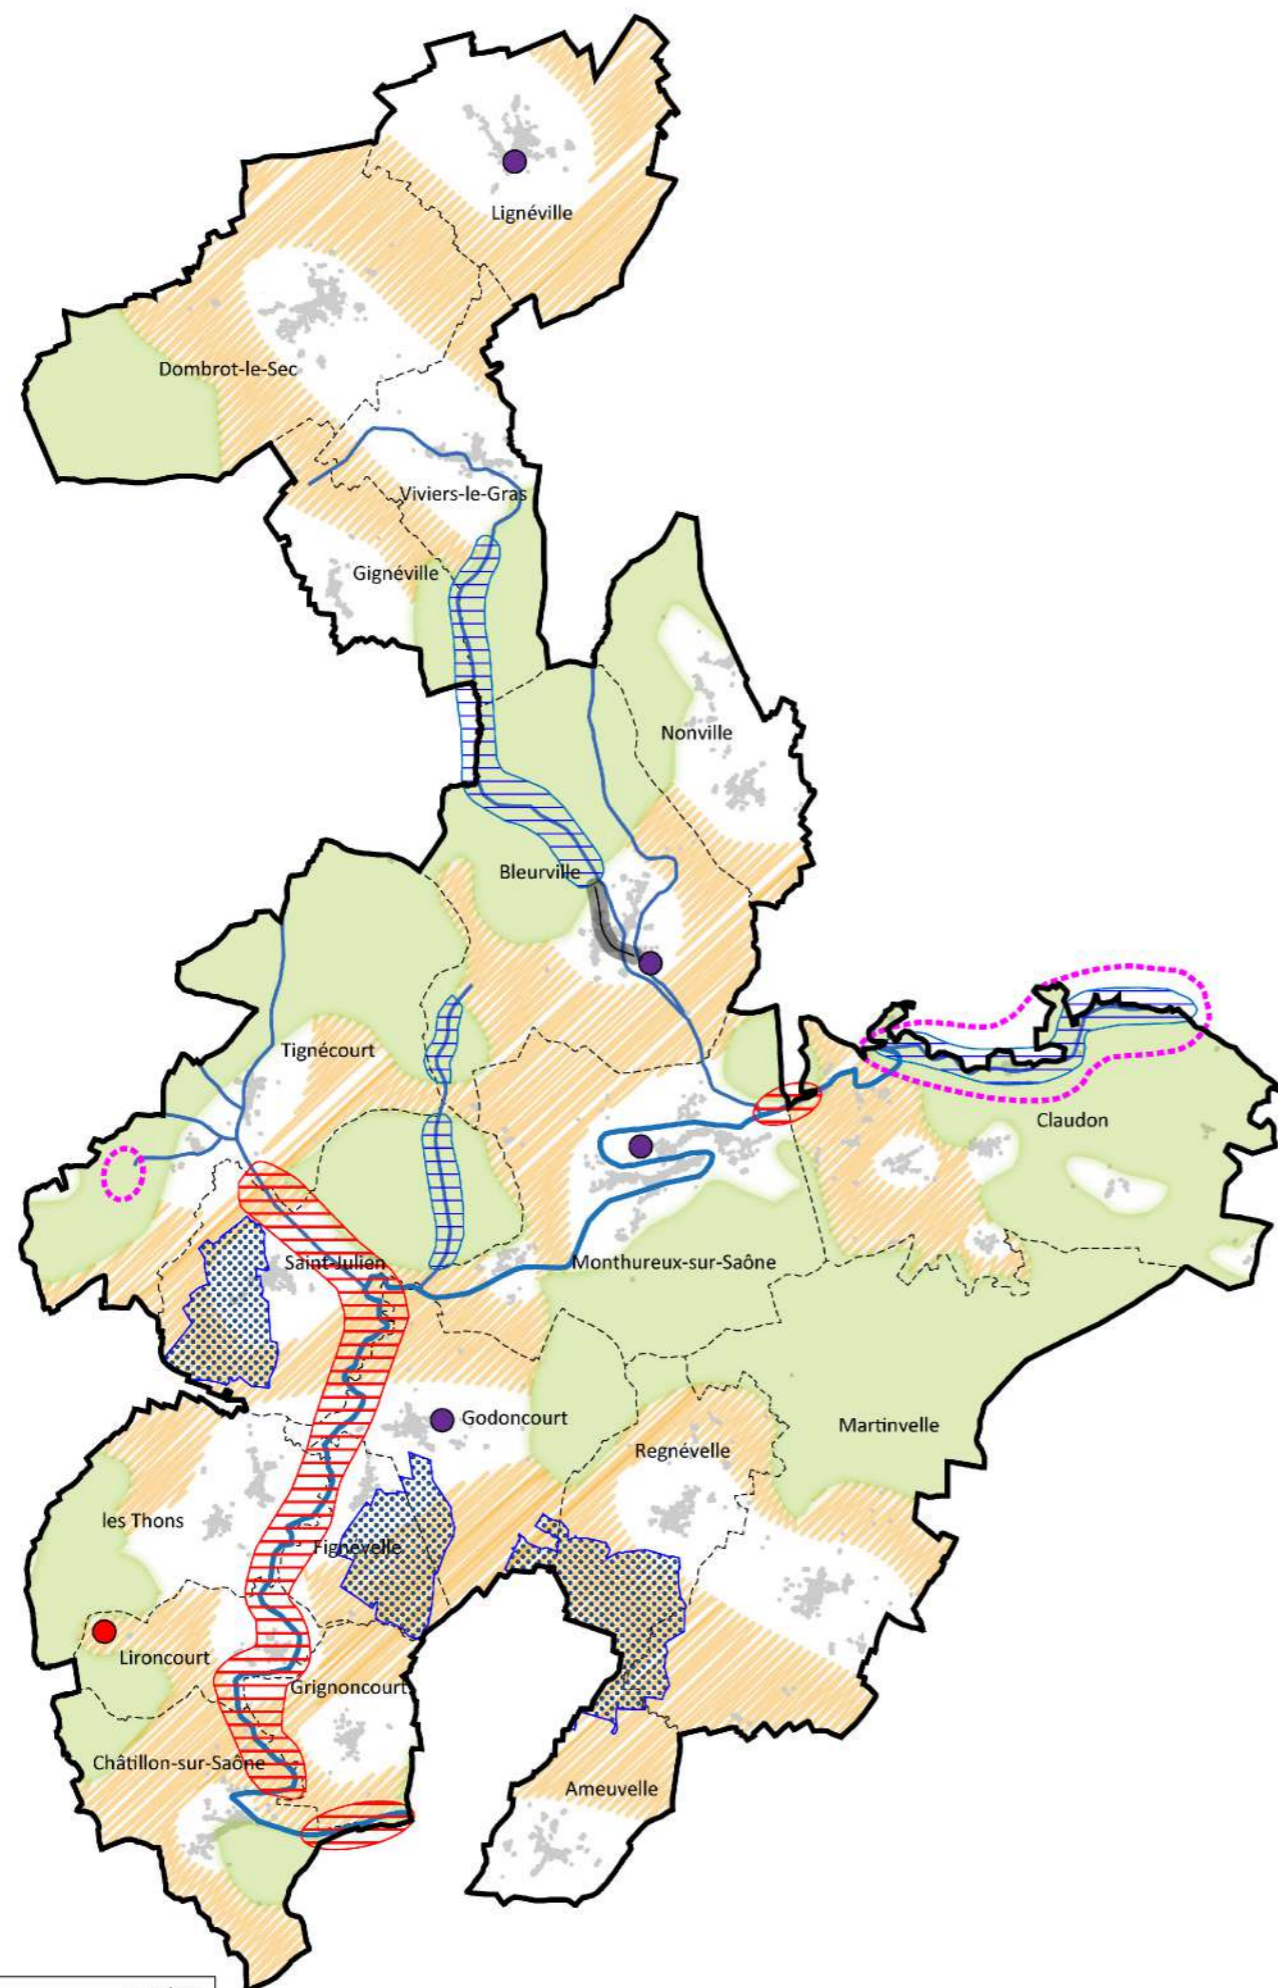 Lignéville
Dombrot-le-Sec
Viviers-le-Gras
Gignéville
Nonville
Bleurville
Tignécourt
Claudon
Saint-Julien
Monthureux-sur-Saône
Godoncourt
Martinvelle
Regnévelle
les Thons
Fignévelle
Lironcourt
Grignoncourt
Châtillon-sur-Saône
Ameuvelle